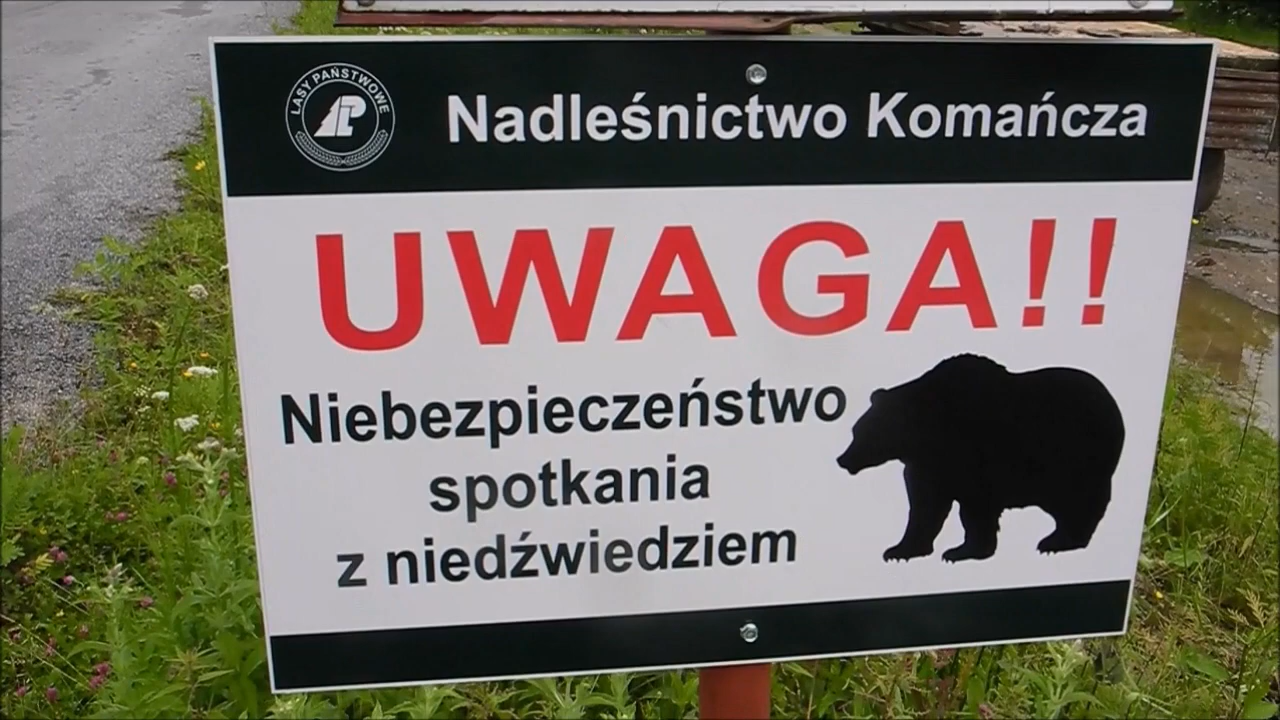 LASY PAŃSTWOWE
Nadleśnictwo Komańcza
UWAGA!!
Niebezpieczeństwo
spotkania
z niedźwiedziem